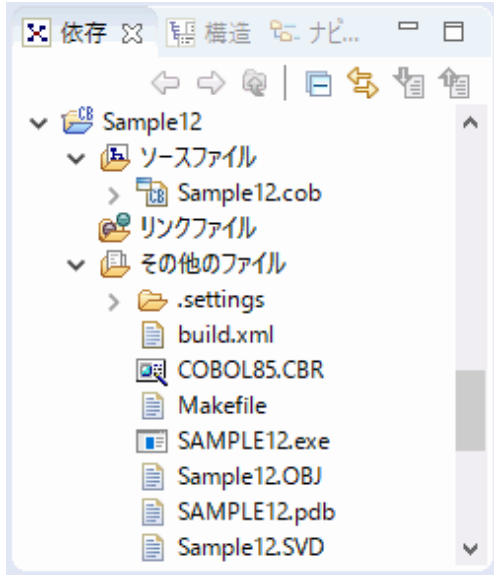 依存 構造 ナビ...
Sample12
ソースファイル
Sample12.cob
リンクファイル
その他のファイル
.settings
build.xml
COBOL85.CBR
Makefile
SAMPLE12.exe
Sample12.OBJ
SAMPLE12.pdb
Sample12.SVD